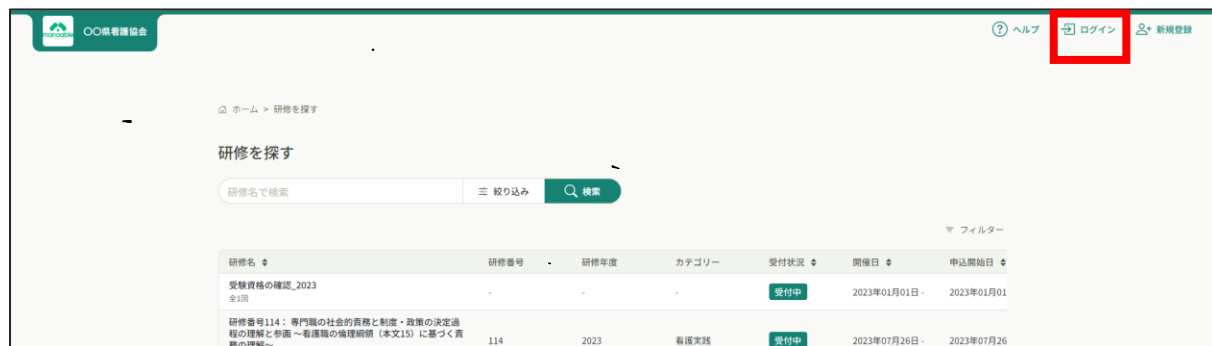 manaable
〇〇県看護協会
ヘルプ
ログイン
新規登録
ホーム > 研修を探す
研修を探す
研修名で検索
絞り込み
検索
フィルター
研修名 研修番号 研修年度 カテゴリー 受付状況 開催日 申込開始日
受験資格の確認_2023
全1回
- - - 受付中 2023年01月01日 - 2023年01月01
研修番号114： 専門職の社会的責務と制度・政策の決定過
程の理解と参画 ～看護職の倫理綱領（本文15）に基づく責
務の理解～
114 2023 看護実践 受付中 2023年07月26日 - 2023年07月26